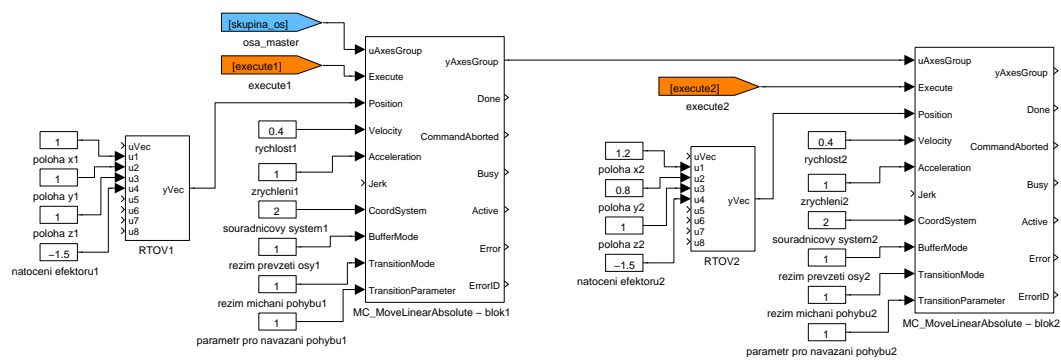 [skupina_os]
osa_master
[execute1]
execute1
1
poloha x1
1
poloha y1
1
poloha z1
−1.5
natoceni efektoru1
uVec
u1
u2
u3
u4
u5
u6
u7
u8
yVec
RTOV1
0.4
rychlost1
1
zrychleni1
2
souradnicovy system1
1
rezim prevzeti osy1
1
rezim michani pohybu1
1
parametr pro navazani pohybu1
uAxesGroup
Execute
Position
Velocity
Acceleration
Jerk
CoordSystem
BufferMode
TransitionMode
TransitionParameter
yAxesGroup
Done
CommandAborted
Busy
Active
Error
ErrorID
MC_MoveLinearAbsolute − blok1
[execute2]
execute2
1.2
poloha x2
0.8
poloha y2
1
poloha z2
−1.5
natoceni efektoru2
uVec
u1
u2
u3
u4
u5
u6
u7
u8
yVec
RTOV2
0.4
rychlost2
1
zrychleni2
2
souradnicovy system2
1
rezim prevzeti osy2
1
rezim michani pohybu2
1
parametr pro navazani pohybu2
uAxesGroup
Execute
Position
Velocity
Acceleration
Jerk
CoordSystem
BufferMode
TransitionMode
TransitionParameter
yAxesGroup
Done
CommandAborted
Busy
Active
Error
ErrorID
MC_MoveLinearAbsolute − blok2